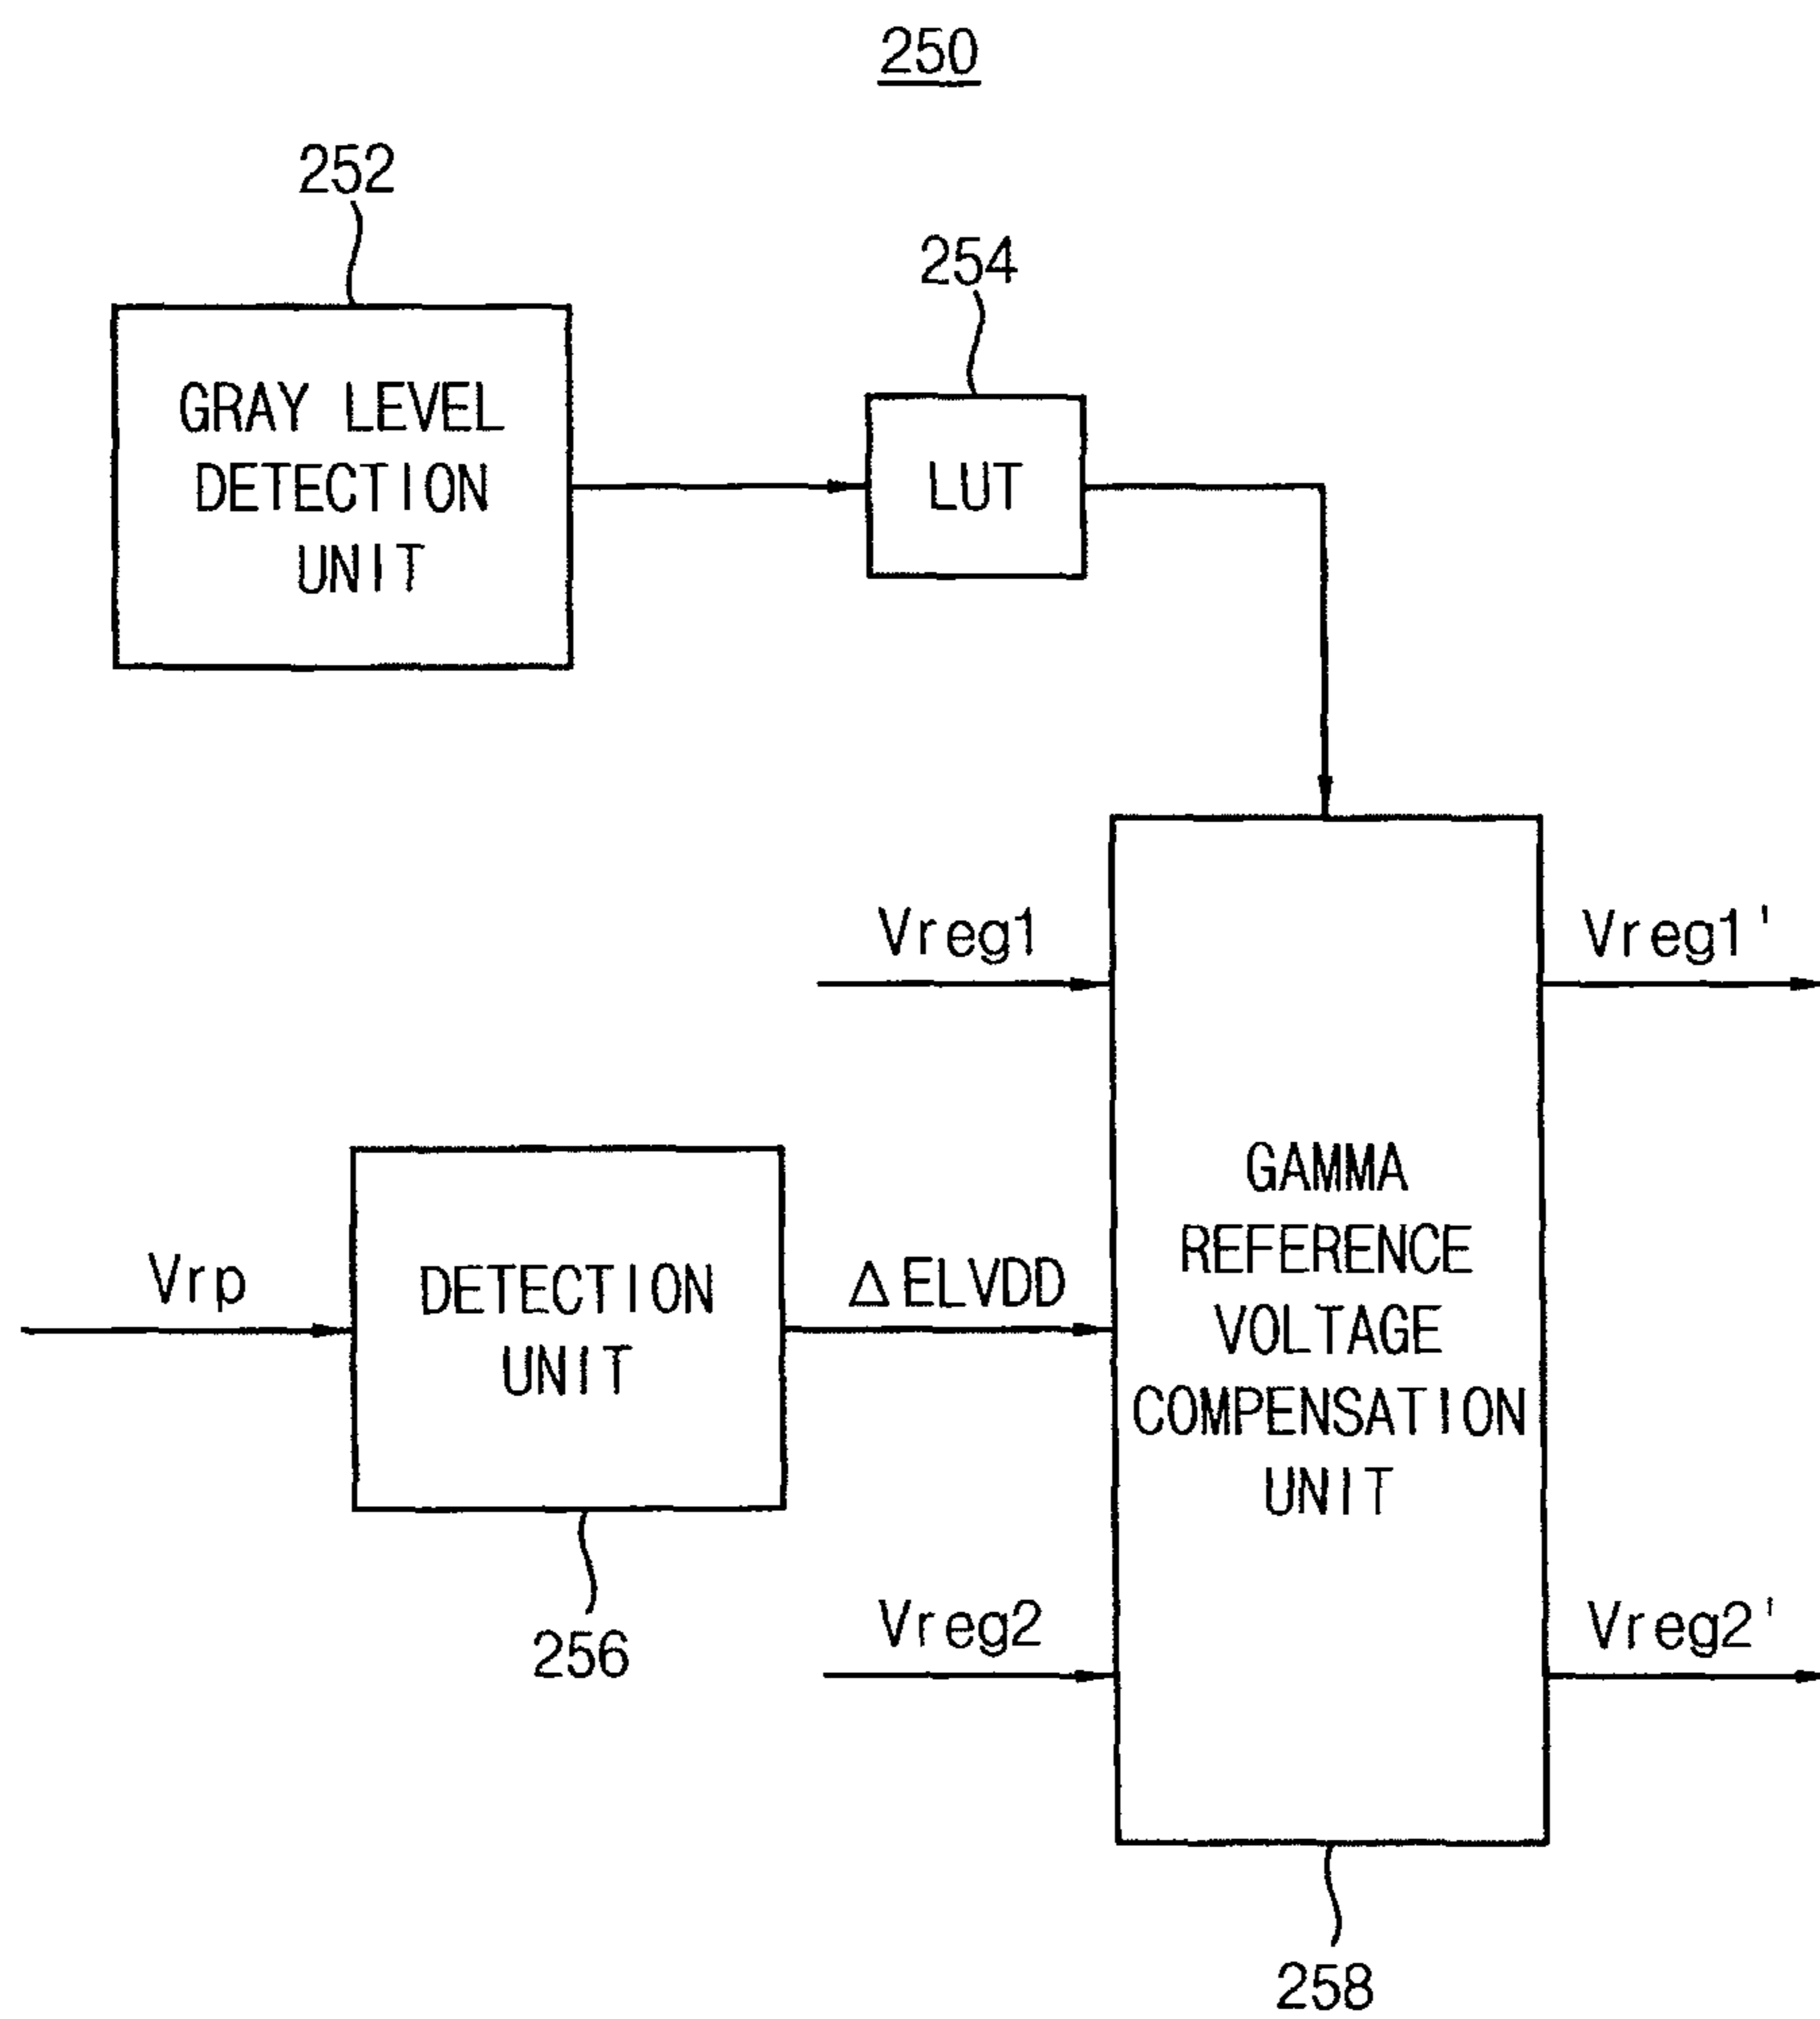 250
252
254
GRAY LEVEL
DETECTION
UNIT
LUT
Vreg1
Vreg1'
GAMMA
REFERENCE
VOLTAGE
COMPENSATION
UNIT
Vrp
DETECTION
UNIT
ΔELVDD
256
Vreg2
Vreg2'
258